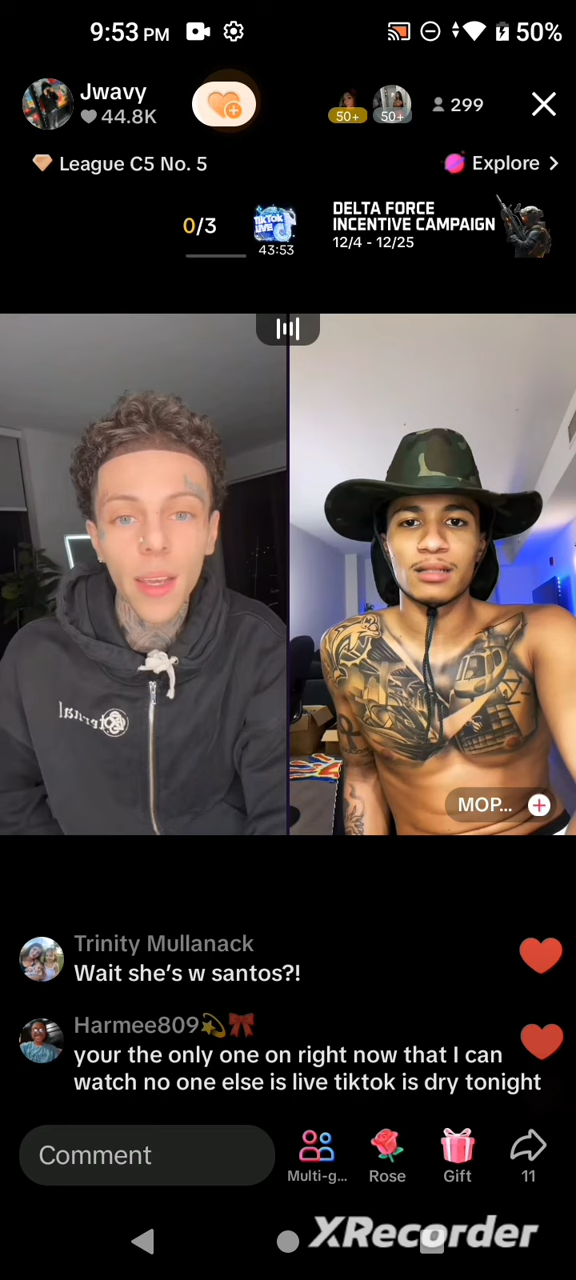 9:53 PM
50%
Jwavy
44.8K
50+
50+
299
League C5 No. 5
Explore >
0/3
TikTok LIVE
43:53
DELTA FORCE
INCENTIVE CAMPAIGN
12/4 - 12/25
MOP...
Trinity Mullanack
Wait she's w santos?!
Harmee809💫🎀
your the only one on right now that I can
watch no one else is live tiktok is dry tonight
Comment
Multi-g...
Rose
Gift
11
XRecorder